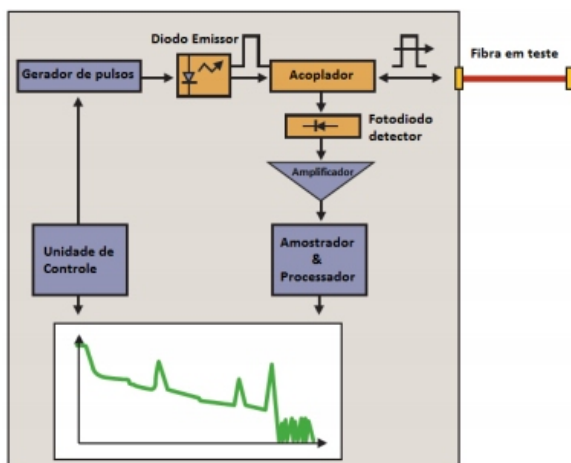 Diodo Emissor
Gerador de pulsos
Acoplador
Fibra em teste
Fotodiodo
detector
Amplificador
Unidade de
Controle
Amostrador
&
Processador